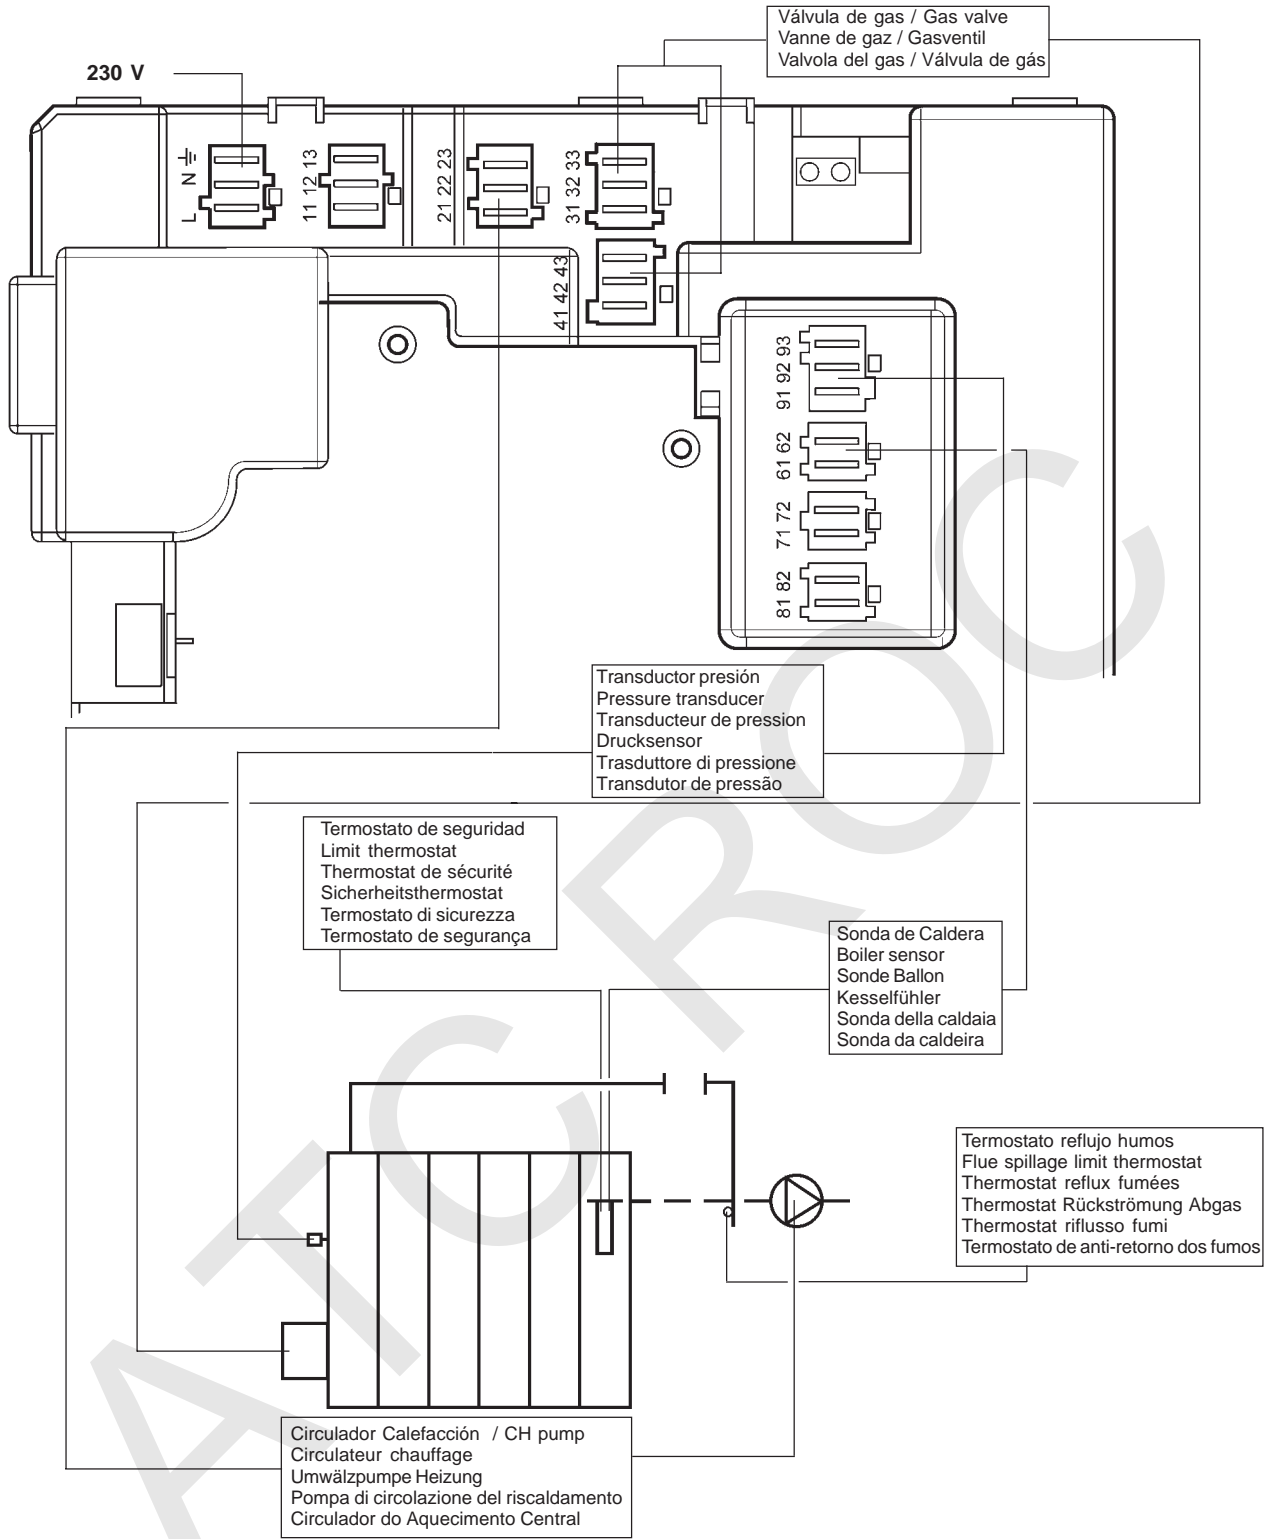 Válvula de gas / Gas valve
Vanne de gaz / Gasventil
Valvola del gas / Válvula de gás
230 V
L N
11 12 13
21 22 23
31 32 33
41 42 43
91 92 93
61 62
71 72
81 82
Transductor presión
Pressure transducer
Transducteur de pression
Drucksensor
Trasduttore di pressione
Transdutor de pressão
Termostato de seguridad
Limit thermostat
Thermostat de sécurité
Sicherheitsthermostat
Termostato di sicurezza
Termostato de segurança
Sonda de Caldera
Boiler sensor
Sonde Ballon
Kesselfühler
Sonda della caldaia
Sonda da caldeira
Termostato reflujo humos
Flue spillage limit thermostat
Thermostat reflux fumées
Thermostat Rückströmung Abgas
Thermostat riflusso fumi
Termostato de anti-retorno dos fumos
Circulador Calefacción / CH pump
Circulateur chauffage
Umwälzpumpe Heizung
Pompa di circolazione del riscaldamento
Circulador do Aquecimento Central
ATC ROC